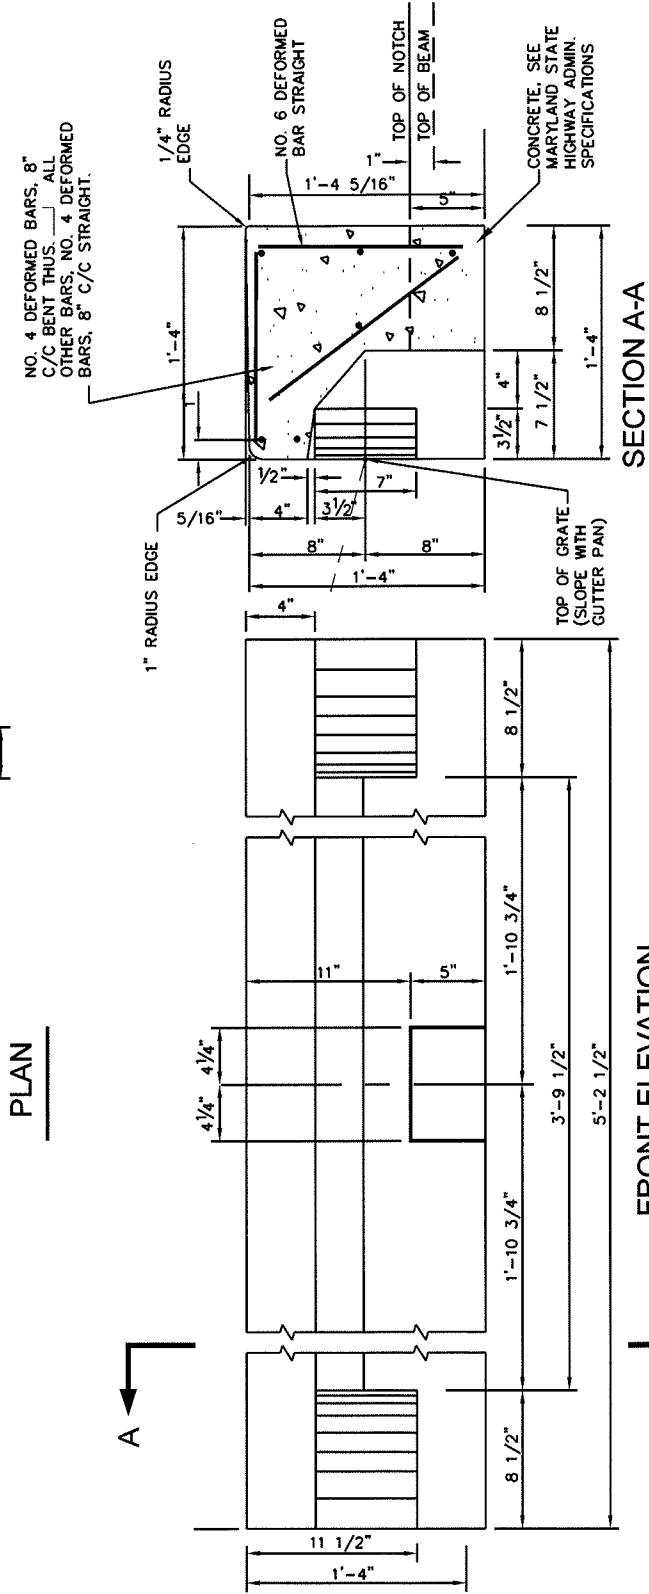 PLAN
A
11 1/2"
1'-4"
8 1/2"
1'-10 3/4"
4 1/4"
4 1/4"
11"
5"
1'-10 3/4"
3'-9 1/2"
5'-2 1/2"
8 1/2"
4"
FRONT ELEVATION
NO. 4 DEFORMED BARS, 8"
C/C BENT THUS. ALL
OTHER BARS, NO. 4 DEFORMED
BARS, 8" C/C STRAIGHT.
1/4" RADIUS
EDGE
NO. 6 DEFORMED
BAR STRAIGHT
1" RADIUS EDGE
1'-4"
1'-4 5/16"
1"
TOP OF NOTCH
TOP OF BEAM
5"
CONCRETE, SEE
MARYLAND STATE
HIGHWAY ADMIN.
SPECIFICATIONS
5/16"
1/2"
4"
3 1/2"
7"
8"
8"
1'-4"
3 1/2"
4"
7 1/2"
8 1/2"
1'-4"
TOP OF GRATE
(SLOPE WITH
GUTTER PAN)
SECTION A-A